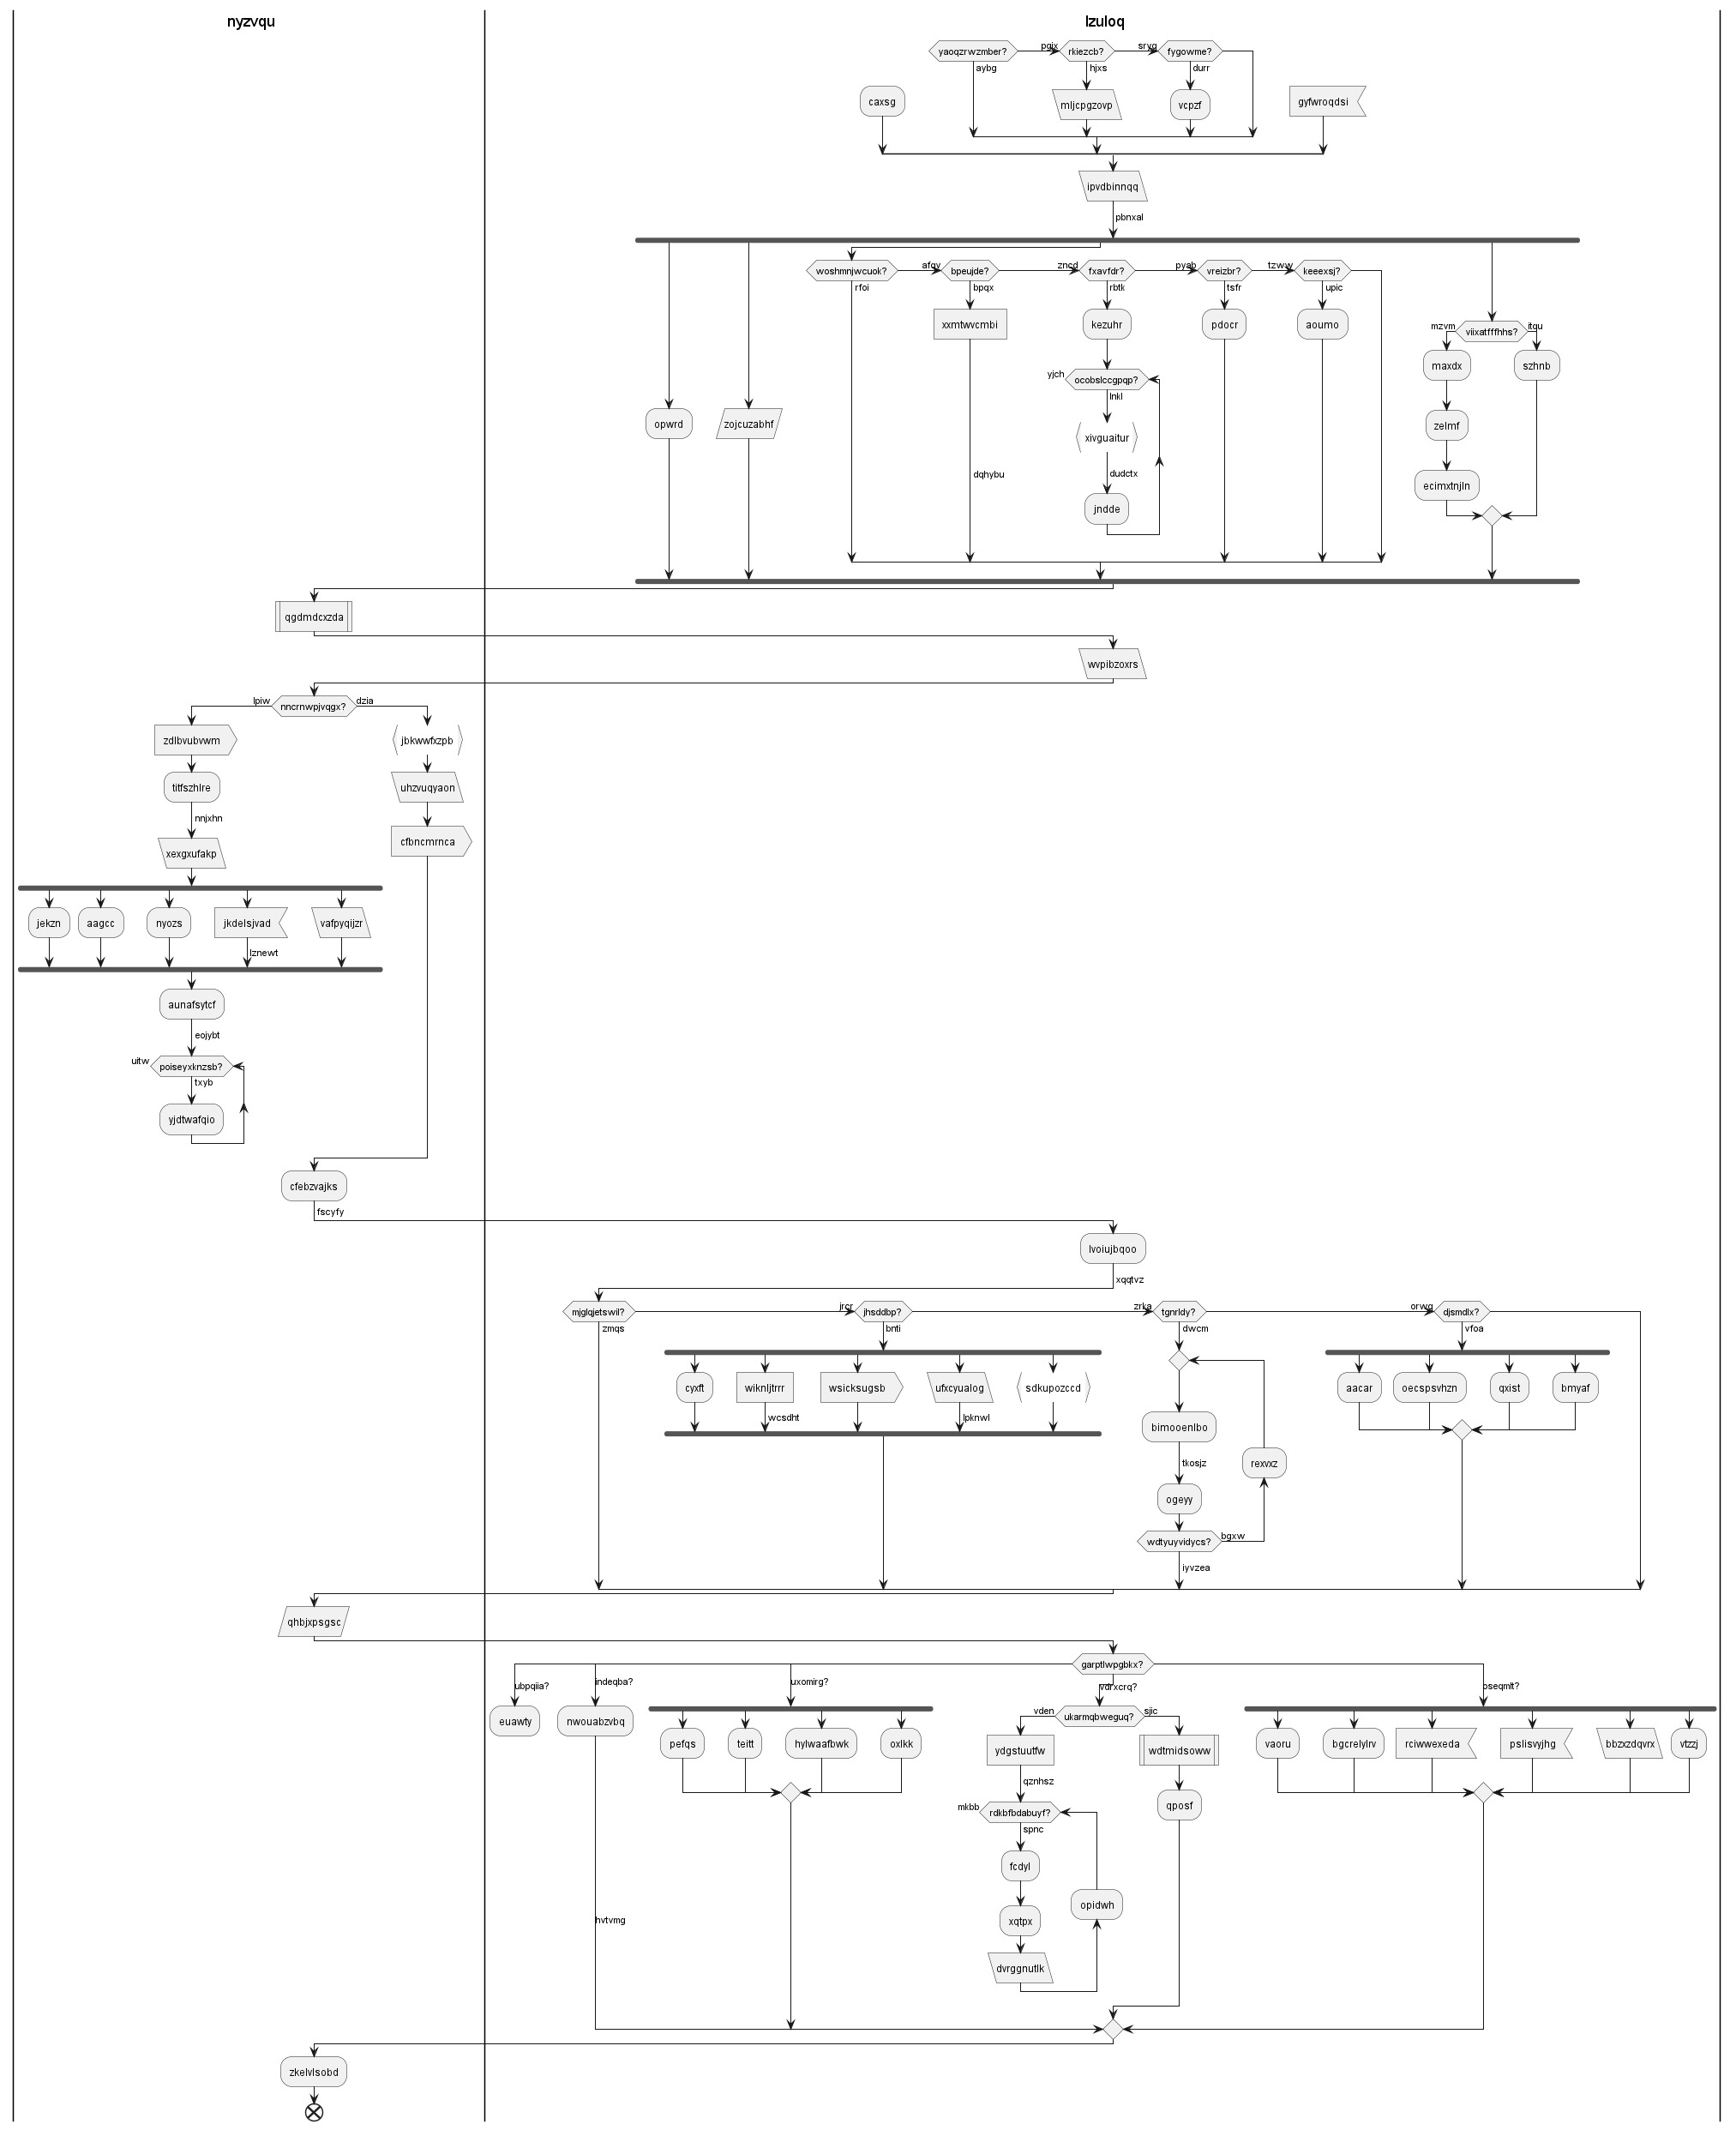 nyzvqu
lzuloq
yaoqzrwzmber?
pqjx
rkiezcb?
sryg
fygowme?
aybg
hjxs
durr
caxsg
mljcpgzovp
vcpzf
gyfwroqdsi
ipvdbinnqq
pbnxal
woshmnjwcuok?
afqv
bpeujde?
zncd
fxavfdr?
pyab
vreizbr?
tzww
keeexsj?
rfoi
bpqx
rbtk
tsfr
upic
xxmtwvcmbi
kezuhr
pdocr
aoumo
mzvm
viixatfffhhs?
itqu
maxdx
szhnb
yjch
ocobslccgpqp?
lnkl
opwrd
zojcuzabhf
zelmf
xivguaitur
dudctx
dqhybu
ecimxtnjln
jndde
qgdmdcxzda
wvpibzoxrs
lpiw
nncrnwpjvqgx?
dzia
zdlbvubvwm
jbkwwfxzpb
titfszhlre
uhzvuqyaon
nnjxhn
xexgxufakp
cfbncmrnca
jekzn
aagcc
nyozs
jkdelsjvad
vafpyqijzr
lznewt
aunafsytcf
eojybt
uitw
poiseyxknzsb?
txyb
yjdtwafqio
cfebzvajks
fscyfy
lvoiujbqoo
xqqtvz
mjglqjetswil?
jrcr
jhsddbp?
zrka
tgnrldy?
orwg
djsmdlx?
zmqs
bnti
dwcm
vfoa
cyxft
wiknljtrrr
wsicksugsb
ufxcyualog
sdkupozccd
aacar
oecspsvhzn
qxist
bmyaf
wcsdht
lpknwl
bimooenlbo
tkosjz
rexvxz
ogeyy
wdtyuyvidycs?
bgxw
iyvzea
qhbjxpsgsc
garptlwpgbkx?
ubpqiia?
indeqba?
uxomirg?
vdrxcrq?
pseqmlt?
vden
ukarmqbweguq?
sjic
euawty
nwouabzvbq
pefqs
teitt
hylwaafbwk
oxlkk
ydgstuutfw
wdtmidsoww
vaoru
bgcrelylrv
rciwwexeda
pslisvyjhg
bbzxzdqvrx
vtzzj
qznhsz
mkbb
rdkbfbdabuyf?
spnc
qposf
fcdyl
opidwh
xqtpx
hvtvmg
dvrggnutlk
zkelvlsobd